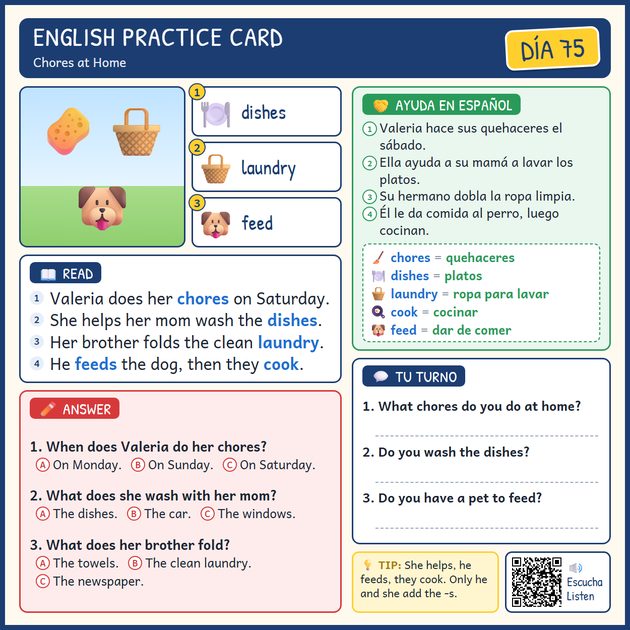 ENGLISH PRACTICE CARD
Chores at Home
DÍA 75
1
dishes
2
laundry
3
feed
READ
1 Valeria does her chores on Saturday.
2 She helps her mom wash the dishes.
3 Her brother folds the clean laundry.
4 He feeds the dog, then they cook.
ANSWER
1. When does Valeria do her chores?
A On Monday. B On Sunday. C On Saturday.
2. What does she wash with her mom?
A The dishes. B The car. C The windows.
3. What does her brother fold?
A The towels. B The clean laundry.
C The newspaper.
AYUDA EN ESPAÑOL
1 Valeria hace sus quehaceres el
sábado.
2 Ella ayuda a su mamá a lavar los
platos.
3 Su hermano dobla la ropa limpia.
4 Él le da comida al perro, luego
cocinan.
chores = quehaceres
dishes = platos
laundry = ropa para lavar
cook = cocinar
feed = dar de comer
TU TURNO
1. What chores do you do at home?
2. Do you wash the dishes?
3. Do you have a pet to feed?
TIP: She helps, he
feeds, they cook. Only he
and she add the -s.
Escucha
Listen